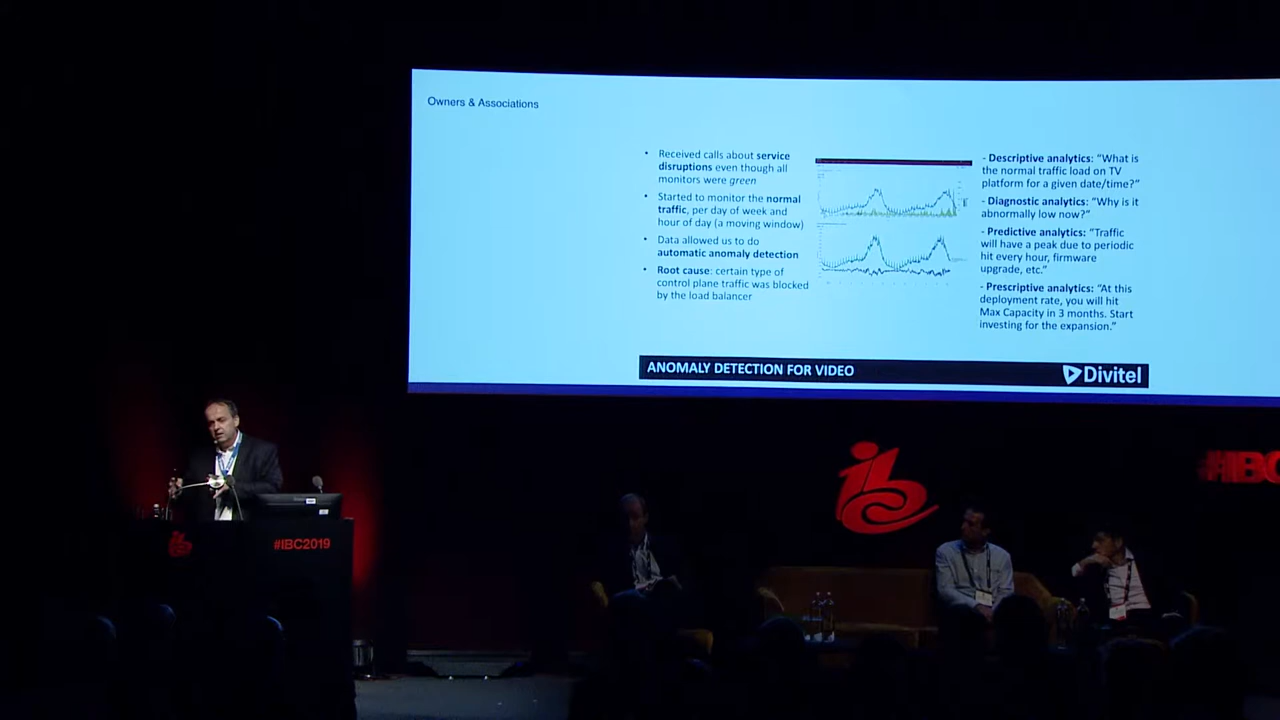 Owners & Associations
• Received calls about service
disruptions even though all
monitors were green
• Started to monitor the normal
traffic, per day of week and
hour of day (a moving window)
• Data allowed us to do
automatic anomaly detection
• Root cause: certain type of
control plane traffic was blocked
by the load balancer
- Descriptive analytics: “What is
the normal traffic load on TV
platform for a given date/time?”
- Diagnostic analytics: “Why is it
abnormally low now?”
- Predictive analytics: “Traffic
will have a peak due to periodic
hit every hour, firmware
upgrade, etc.”
- Prescriptive analytics: “At this
deployment rate, you will hit
Max Capacity in 3 months. Start
investing for the expansion.”
ANOMALY DETECTION FOR VIDEO
Divitel
ibc
#IBC
#IBC2019